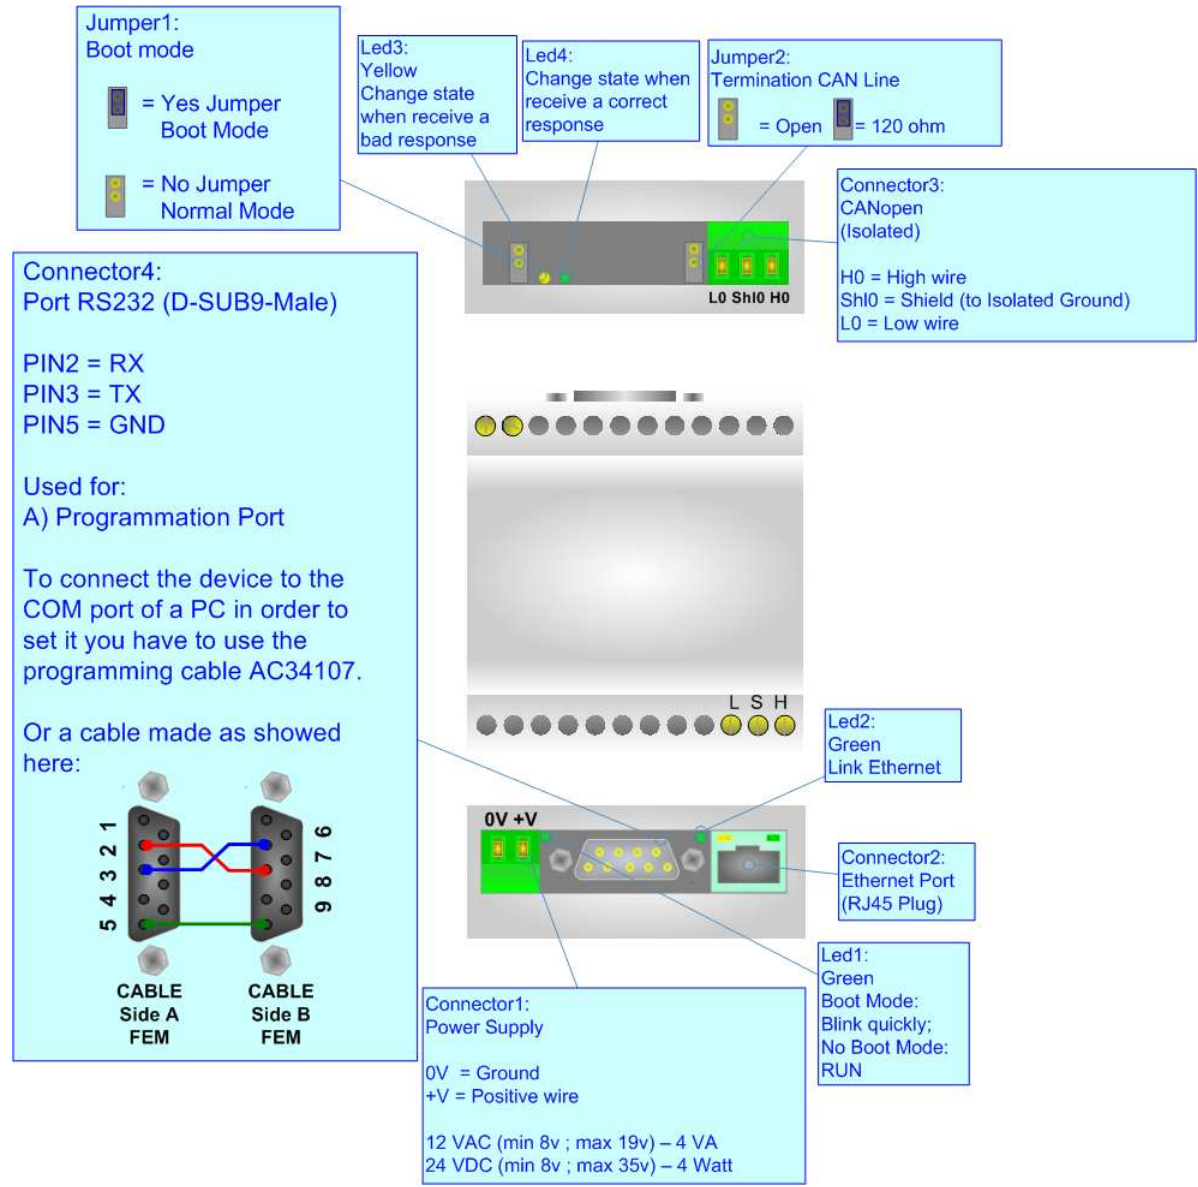 Jumper1:
Boot mode
= Yes Jumper
Boot Mode
= No Jumper
Normal Mode
Led3:
Yellow
Change state
when receive a
bad response
Led4:
Change state when
receive a correct
response
Jumper2:
Termination CAN Line
= Open
= 120 ohm
Connector3:
CANopen
(Isolated)
H0 = High wire
Shl0 = Shield (to Isolated Ground)
L0 = Low wire
L0 Shl0 H0
Connector4:
Port RS232 (D-SUB9-Male)
PIN2 = RX
PIN3 = TX
PIN5 = GND
Used for:
A) Programmation Port
To connect the device to the
COM port of a PC in order to
set it you have to use the
programming cable AC34107.
Or a cable made as showed
here:
1
2
3
4
5
6
7
8
9
CABLE
Side A
FEM
CABLE
Side B
FEM
L S H
Led2:
Green
Link Ethernet
0V +V
Connector2:
Ethernet Port
(RJ45 Plug)
Led1:
Green
Boot Mode:
Blink quickly;
No Boot Mode:
RUN
Connector1:
Power Supply
0V = Ground
+V = Positive wire
12 VAC (min 8v ; max 19v) – 4 VA
24 VDC (min 8v ; max 35v) – 4 Watt